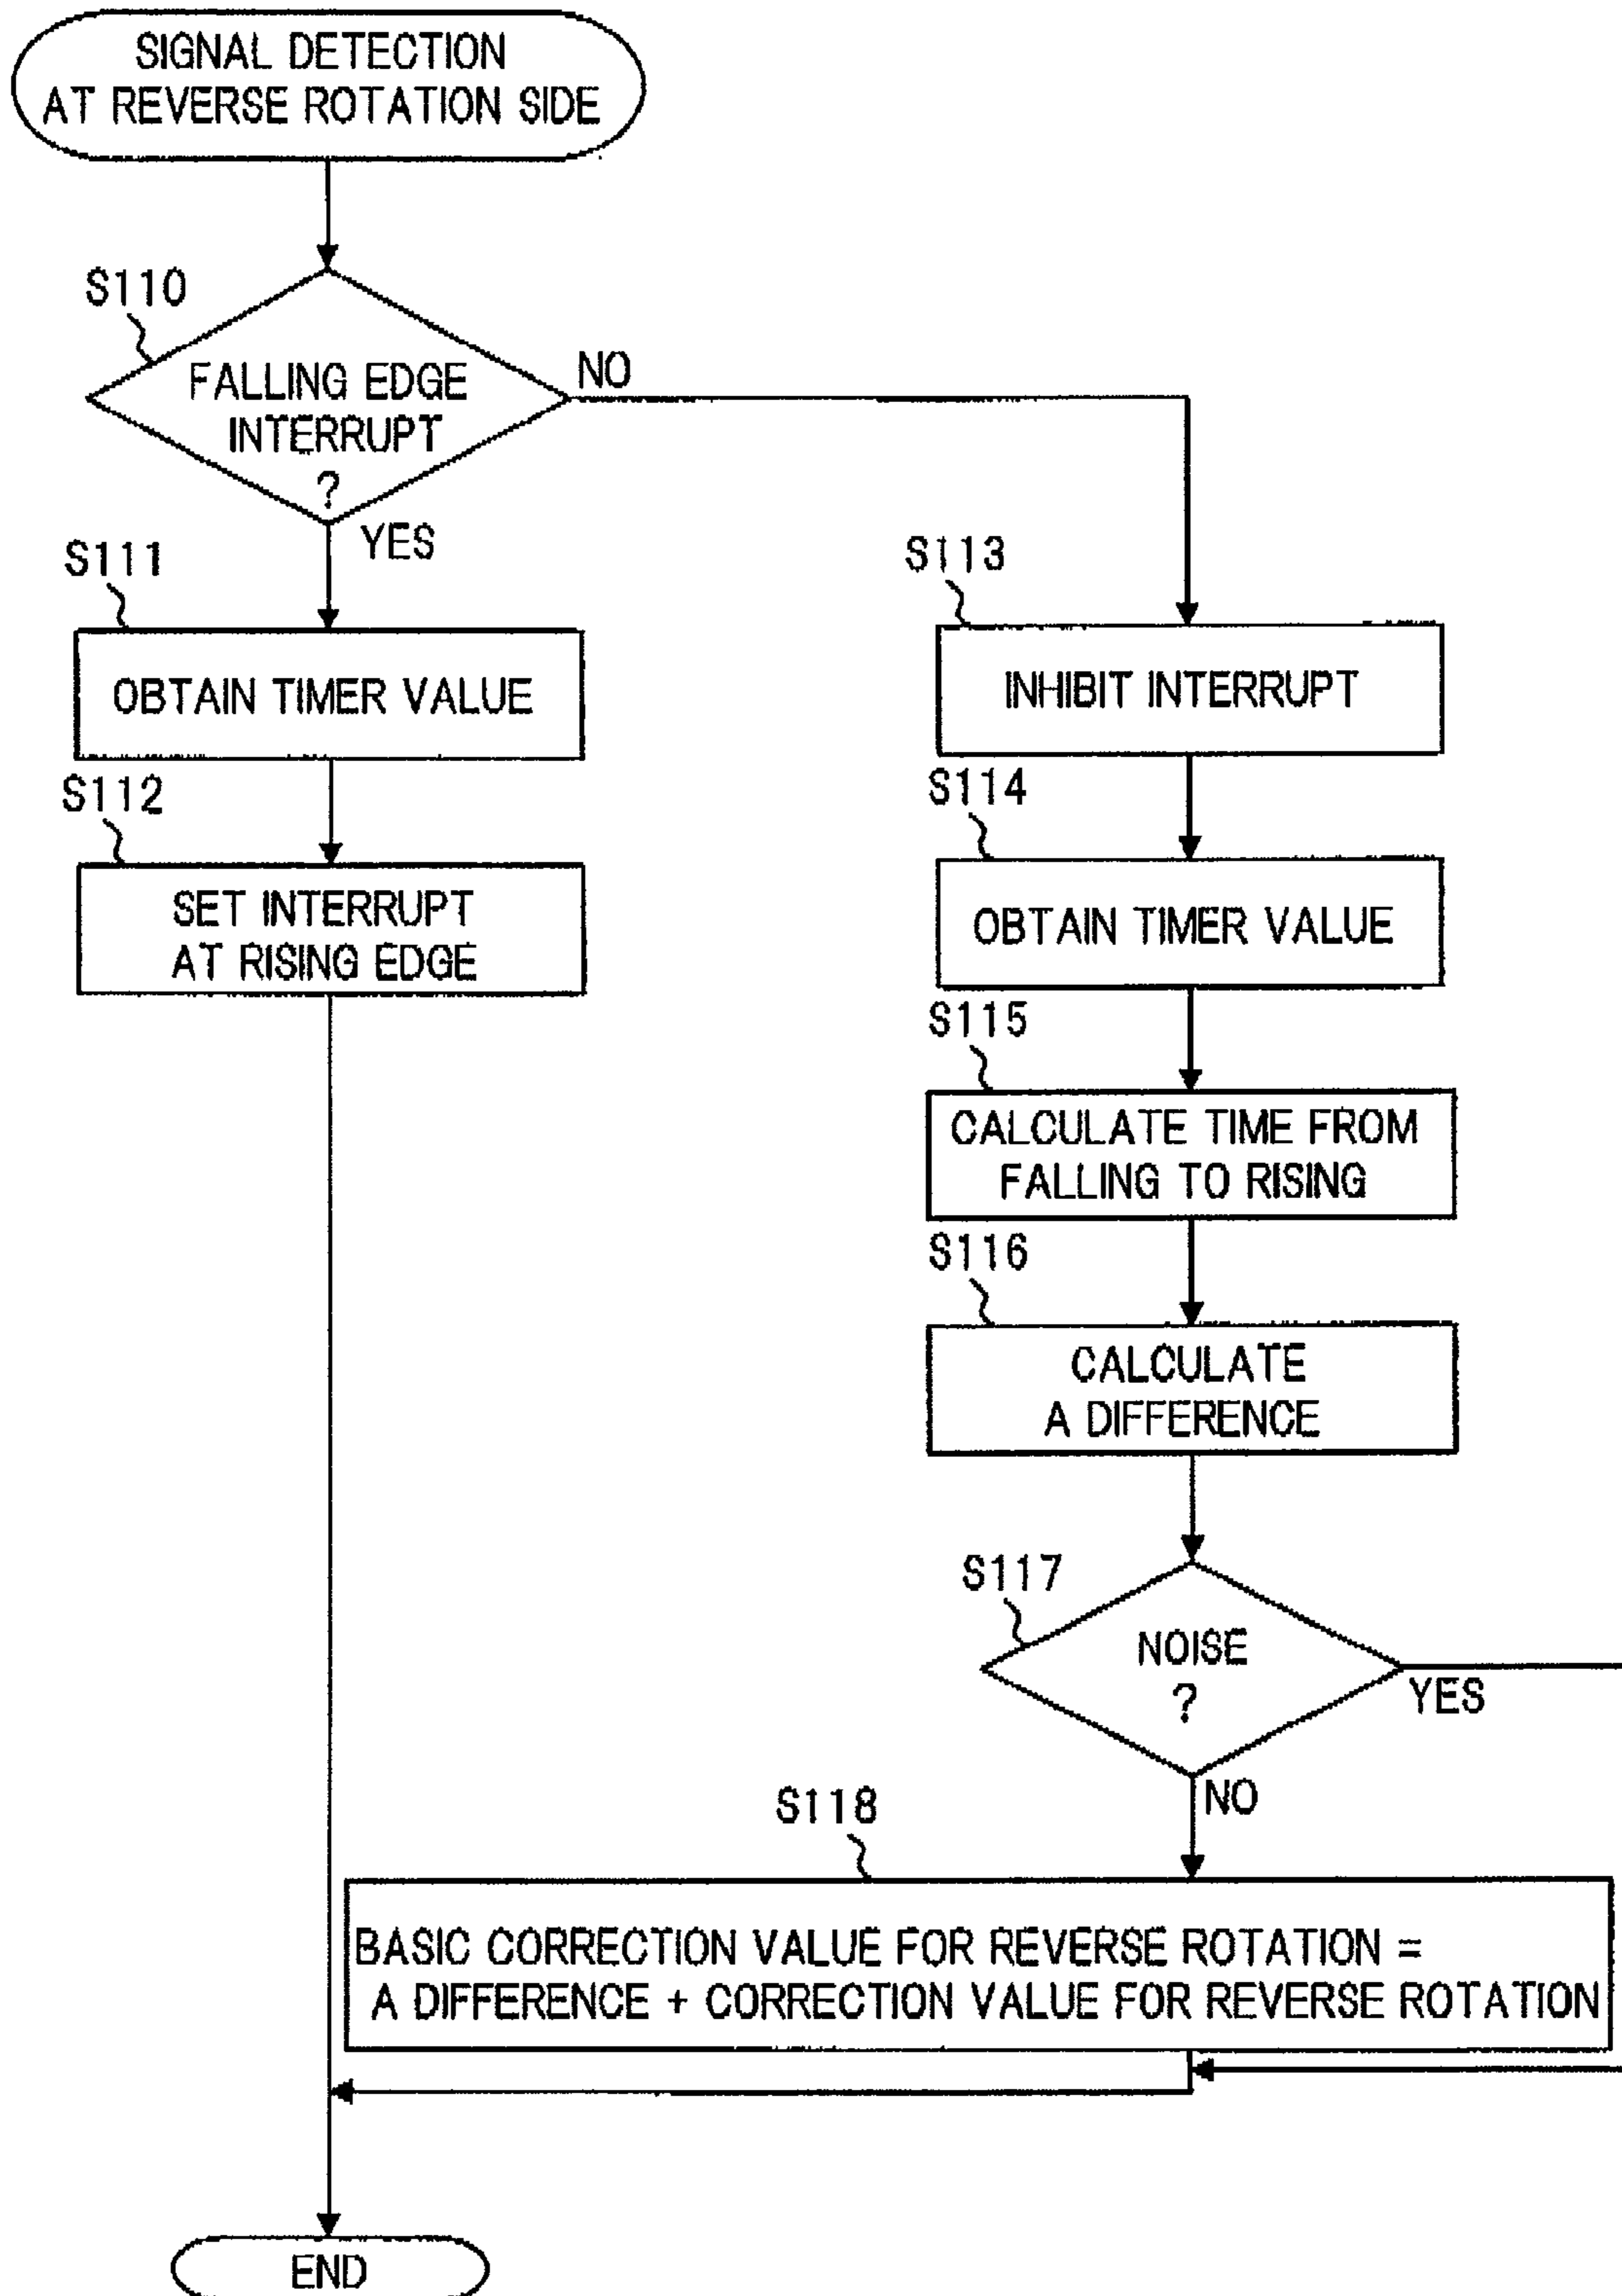 SIGNAL DETECTION
AT REVERSE ROTATION SIDE
S110
FALLING EDGE
INTERRUPT
?
NO
YES
S111
OBTAIN TIMER VALUE
S112
SET INTERRUPT
AT RISING EDGE
S113
INHIBIT INTERRUPT
S114
OBTAIN TIMER VALUE
S115
CALCULATE TIME FROM
FALLING TO RISING
S116
CALCULATE
A DIFFERENCE
S117
NOISE
?
YES
NO
S118
BASIC CORRECTION VALUE FOR REVERSE ROTATION =
A DIFFERENCE + CORRECTION VALUE FOR REVERSE ROTATION
END